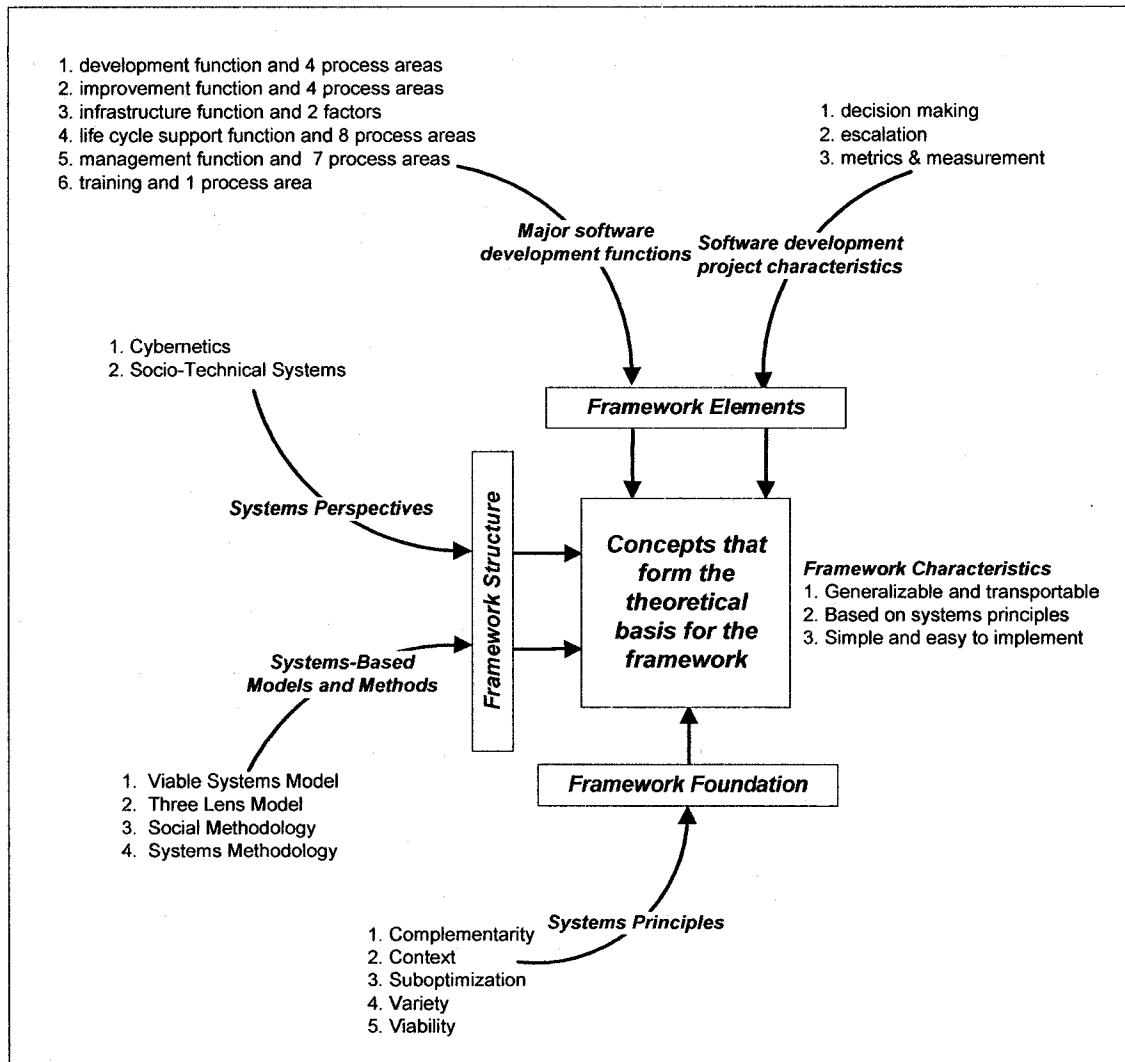 1. development function and 4 process areas
2. improvement function and 4 process areas
3. infrastructure function and 2 factors
4. life cycle support function and 8 process areas
5. management function and 7 process areas
6. training and 1 process area
1. decision making
2. escalation
3. metrics & measurement
Major software
development functions
Software development
project characteristics
1. Cybernetics
2. Socio-Technical Systems
Framework Elements
Systems Perspectives
Framework Structure
Concepts that
form the
theoretical
basis for the
framework
Framework Characteristics
1. Generalizable and transportable
2. Based on systems principles
3. Simple and easy to implement
Systems-Based
Models and Methods
1. Viable Systems Model
2. Three Lens Model
3. Social Methodology
4. Systems Methodology
Framework Foundation
Systems Principles
1. Complementarity
2. Context
3. Suboptimization
4. Variety
5. Viability